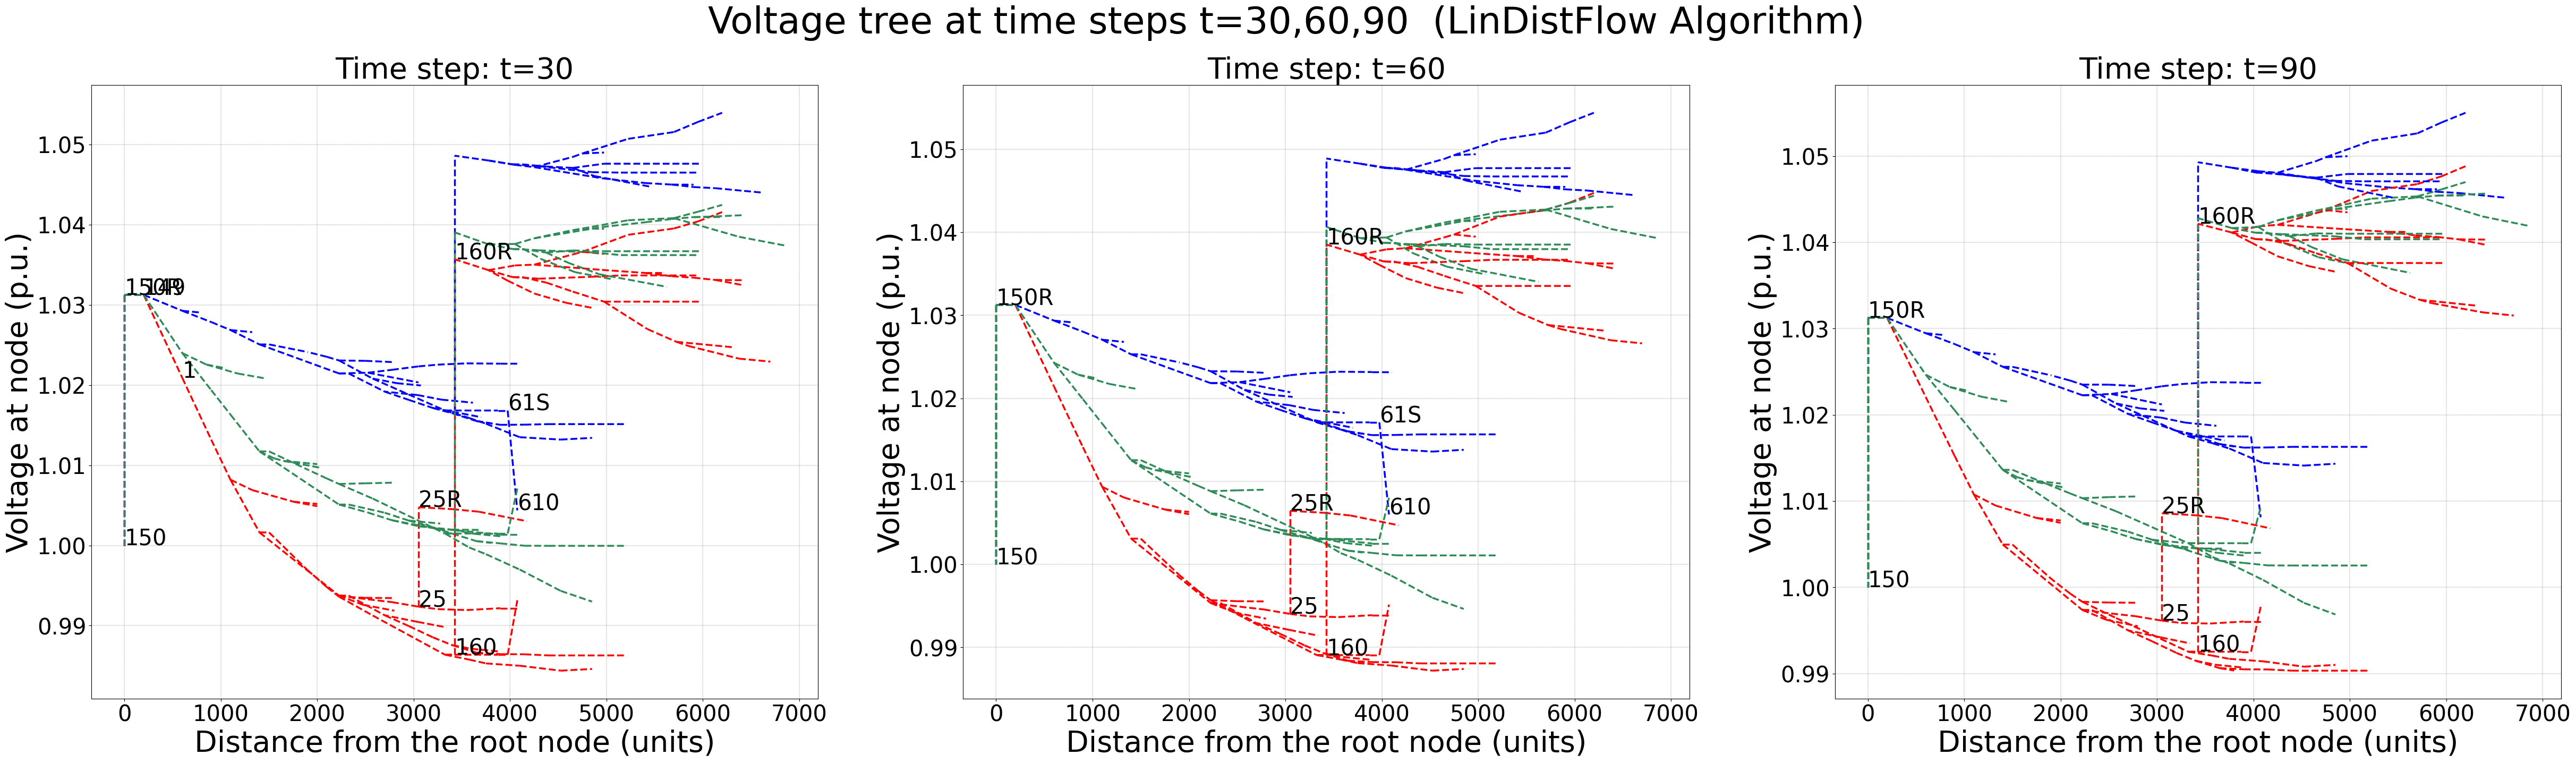 Voltage tree at time steps t=30,60,90 (LinDistFlow Algorithm)
Time step: t=30
Voltage at node (p.u.)
1.05
1.04
1.03
1.02
1.01
1.00
0.99
150R
149
1
150
160R
61S
610
25R
25
160
0 1000 2000 3000 4000 5000 6000 7000
Distance from the root node (units)
Time step: t=60
Voltage at node (p.u.)
1.05
1.04
1.03
1.02
1.01
1.00
0.99
150R
150
160R
61S
610
25R
25
160
0 1000 2000 3000 4000 5000 6000 7000
Distance from the root node (units)
Time step: t=90
Voltage at node (p.u.)
1.05
1.04
1.03
1.02
1.01
1.00
0.99
150R
150
160R
25R
25
160
0 1000 2000 3000 4000 5000 6000 7000
Distance from the root node (units)